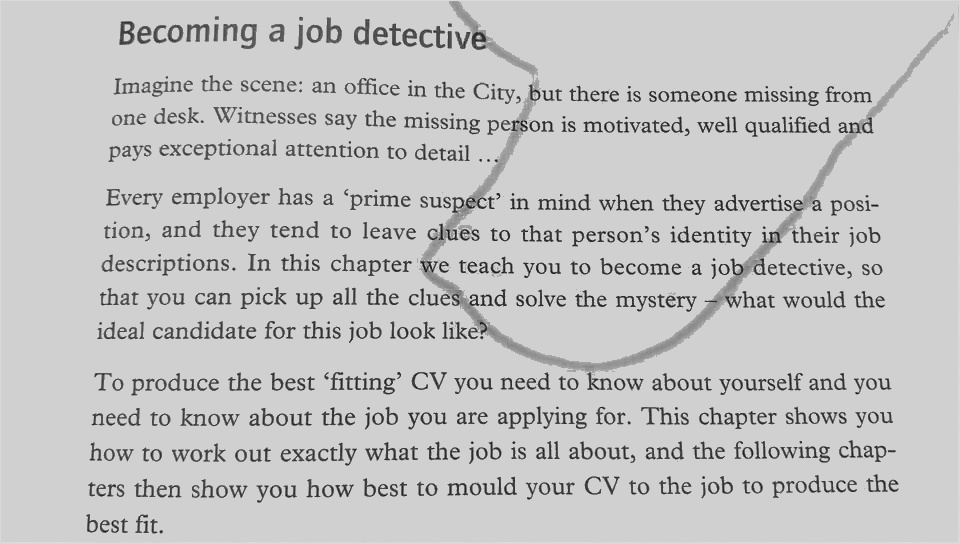 Becoming a job detective
Imagine the scene: an office in the City, but there is someone missing from
one desk. Witnesses say the missing person is motivated, well qualified and
pays exceptional attention to detail …
Every employer has a ‘prime suspect’ in mind when they advertise a posi-
tion, and they tend to leave clues to that person’s identity in their job
descriptions. In this chapter we teach you to become a job detective, so
that you can pick up all the clues and solve the mystery – what would the
ideal candidate for this job look like?
To produce the best ‘fitting’ CV you need to know about yourself and you
need to know about the job you are applying for. This chapter shows you
how to work out exactly what the job is all about, and the following chap-
ters then show you how best to mould your CV to the job to produce the
best fit.